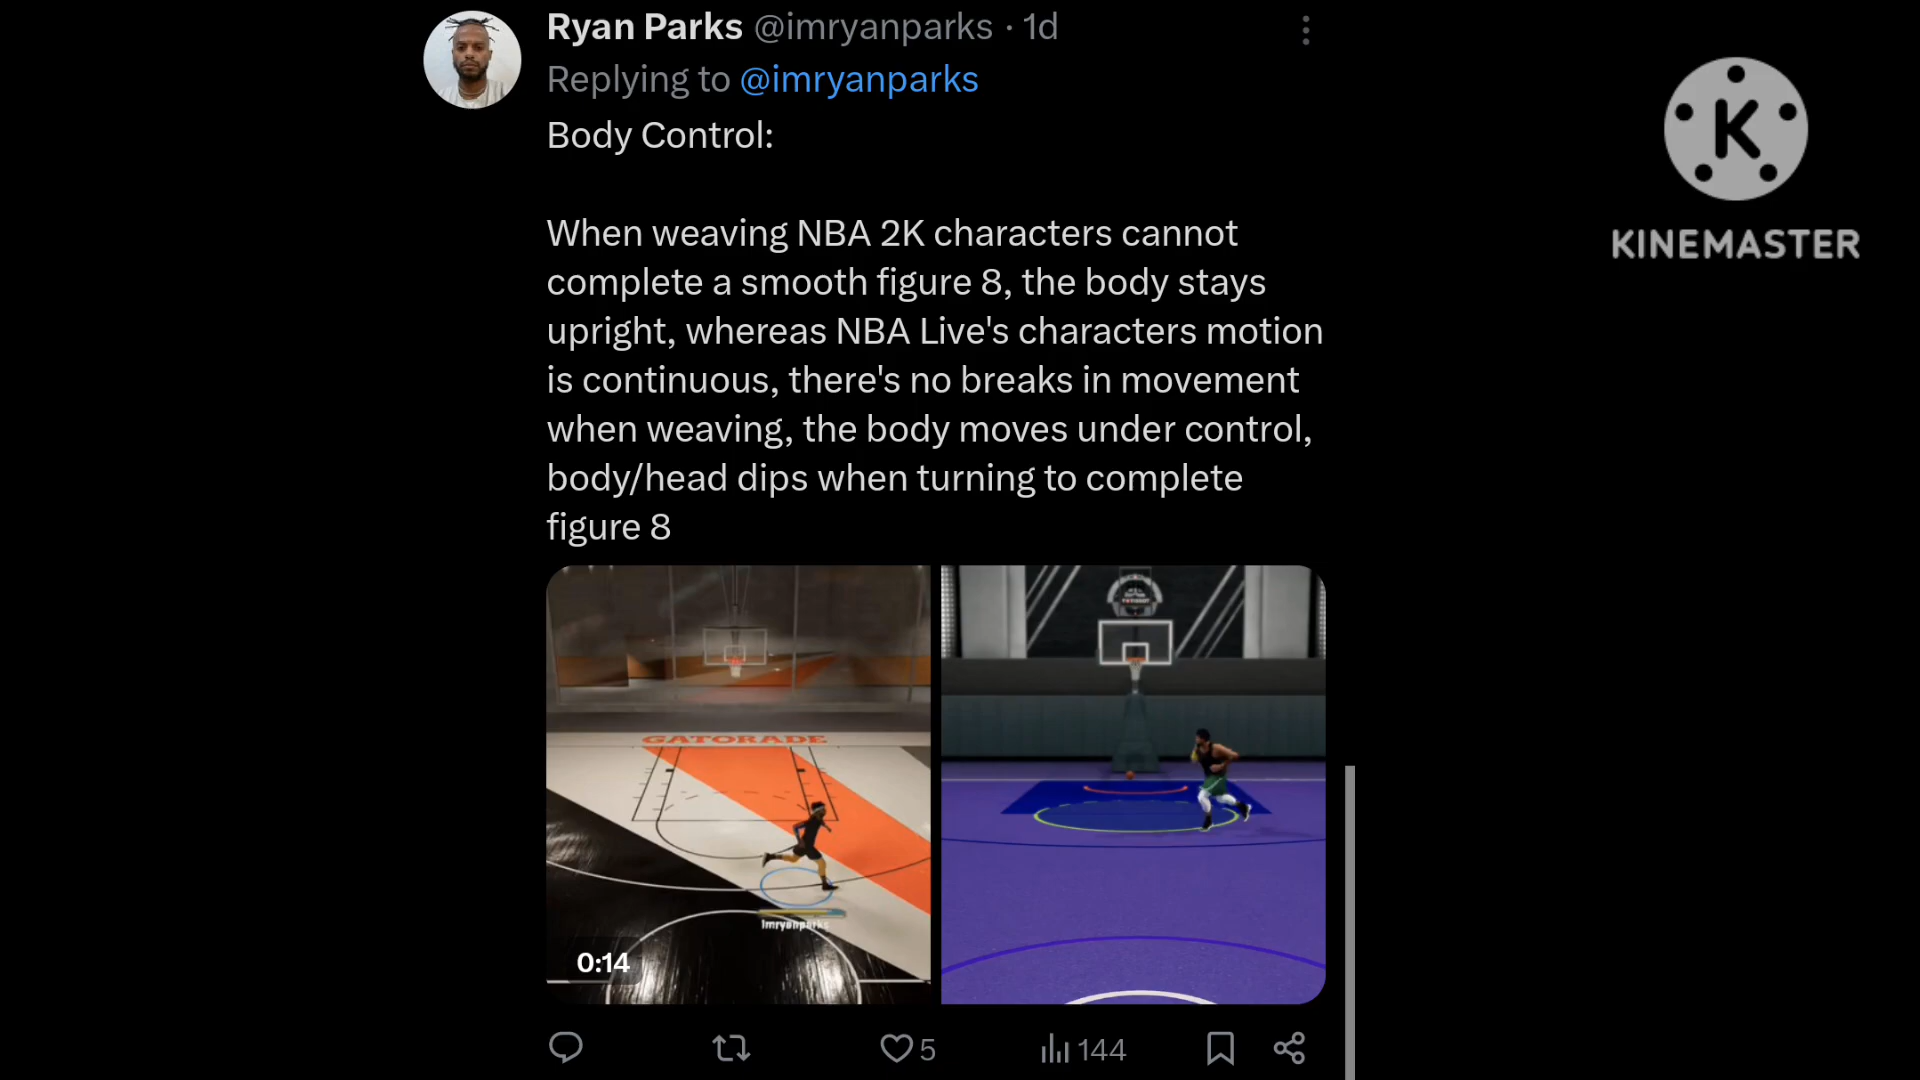 Ryan Parks @imryanparks · 1d
Replying to @imryanparks
Body Control:
When weaving NBA 2K characters cannot
complete a smooth figure 8, the body stays
upright, whereas NBA Live's characters motion
is continuous, there's no breaks in movement
when weaving, the body moves under control,
body/head dips when turning to complete
figure 8
GATORADE
imryanparks
0:14
5
144
K
KINEMASTER